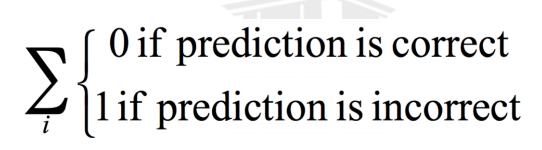 ∑ { 0 if prediction is correct
1 if prediction is incorrect
i